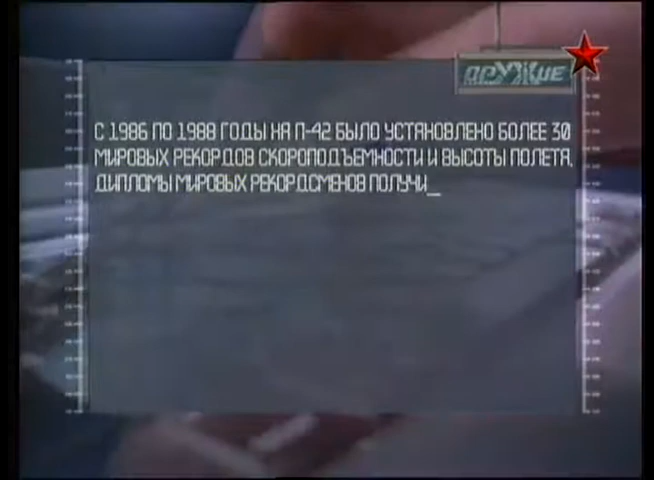 ОРУЖИЕ
С 1986 ПО 1988 ГОДЫ НА П-42 БЫЛО УСТАНОВЛЕНО БОЛЕЕ 30
МИРОВЫХ РЕКОРДОВ СКОРОПОДЪЕМНОСТИ И ВЫСОТЫ ПОЛЕТА.
ДИПЛОМЫ МИРОВЫХ РЕКОРДСМЕНОВ ПОЛУЧИ_